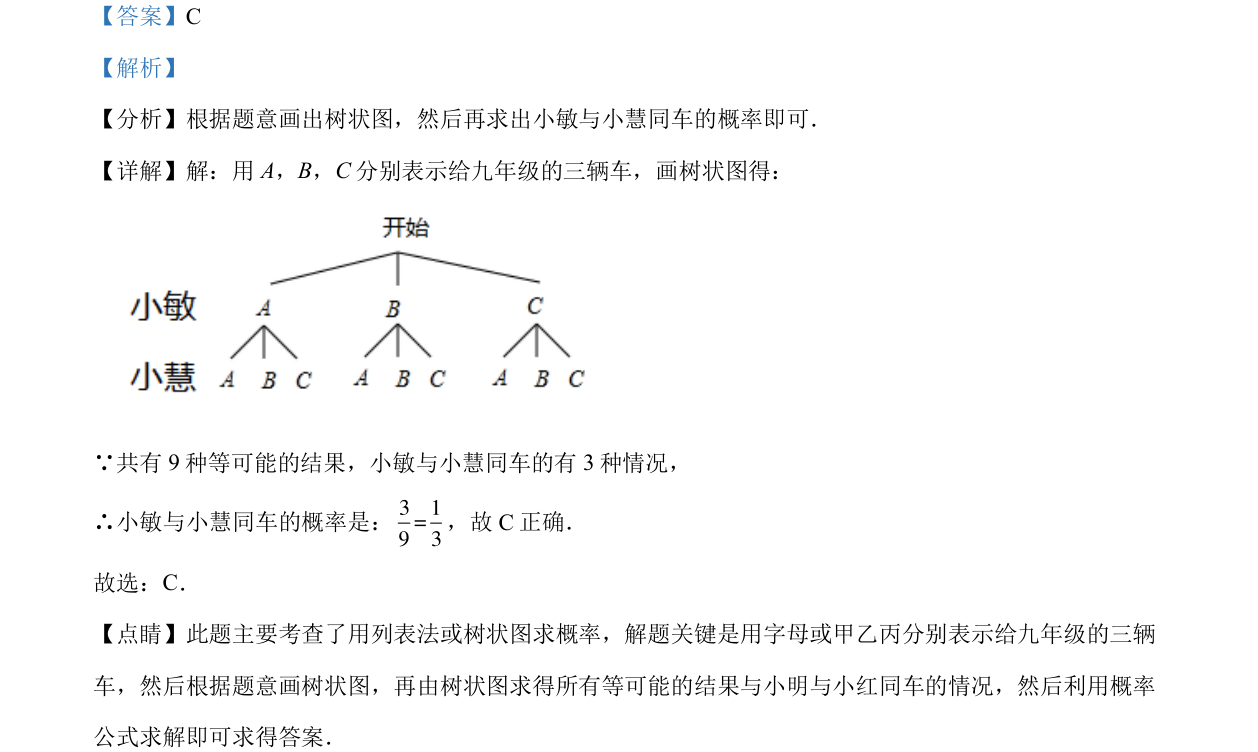 【答案】C
【解析】
【分析】根据题意画出树状图，然后再求出小敏与小慧同车的概率即可．
【详解】解：用 A，B，C 分别表示给九年级的三辆车，画树状图得：
开始
小敏 A B C
小慧 A B C A B C A B C
∵共有 9 种等可能的结果，小敏与小慧同车的有 3 种情况，
∴小敏与小慧同车的概率是：3/9=1/3，故 C 正确．
故选：C．
【点睛】此题主要考查了用列表法或树状图求概率，解题关键是用字母或甲乙丙分别表示给九年级的三辆
车，然后根据题意画树状图，再由树状图求得所有等可能的结果与小明与小红同车的情况，然后利用概率
公式求解即可求得答案．